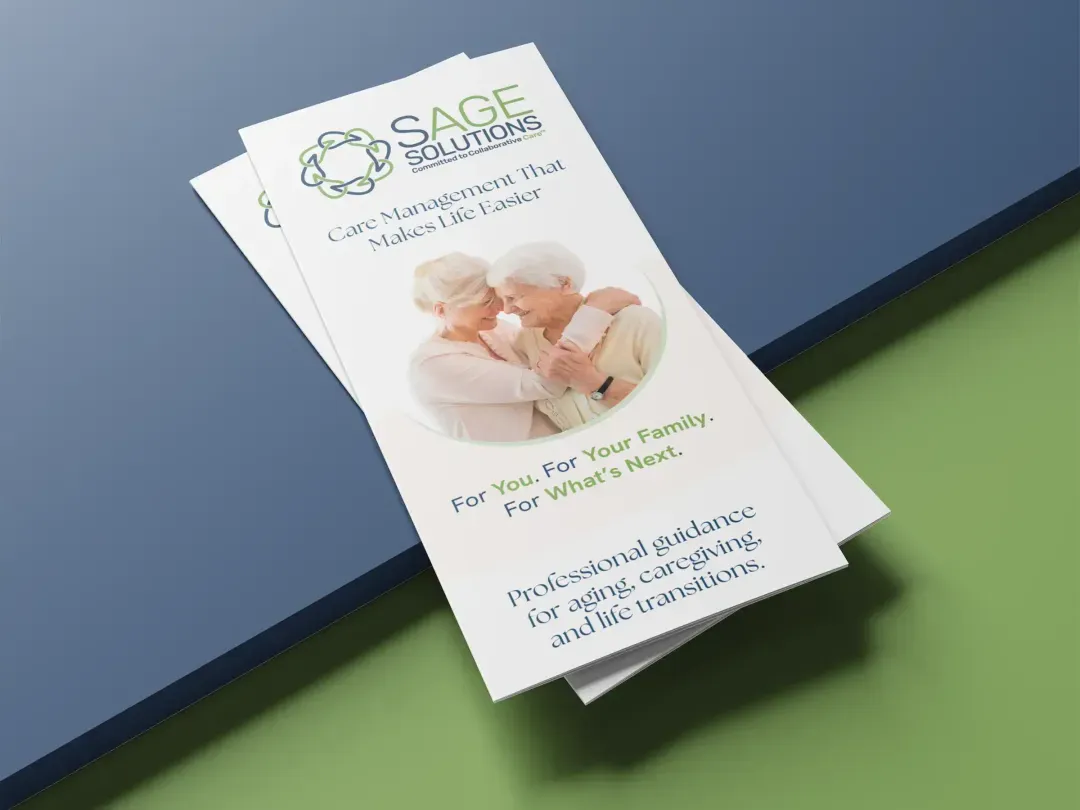 SAGE
SOLUTIONS
Committed to Collaborative Care™
Care Management That
Makes Life Easier
For You. For Your Family.
For What's Next.
Professional guidance
for aging, caregiving,
and life transitions.